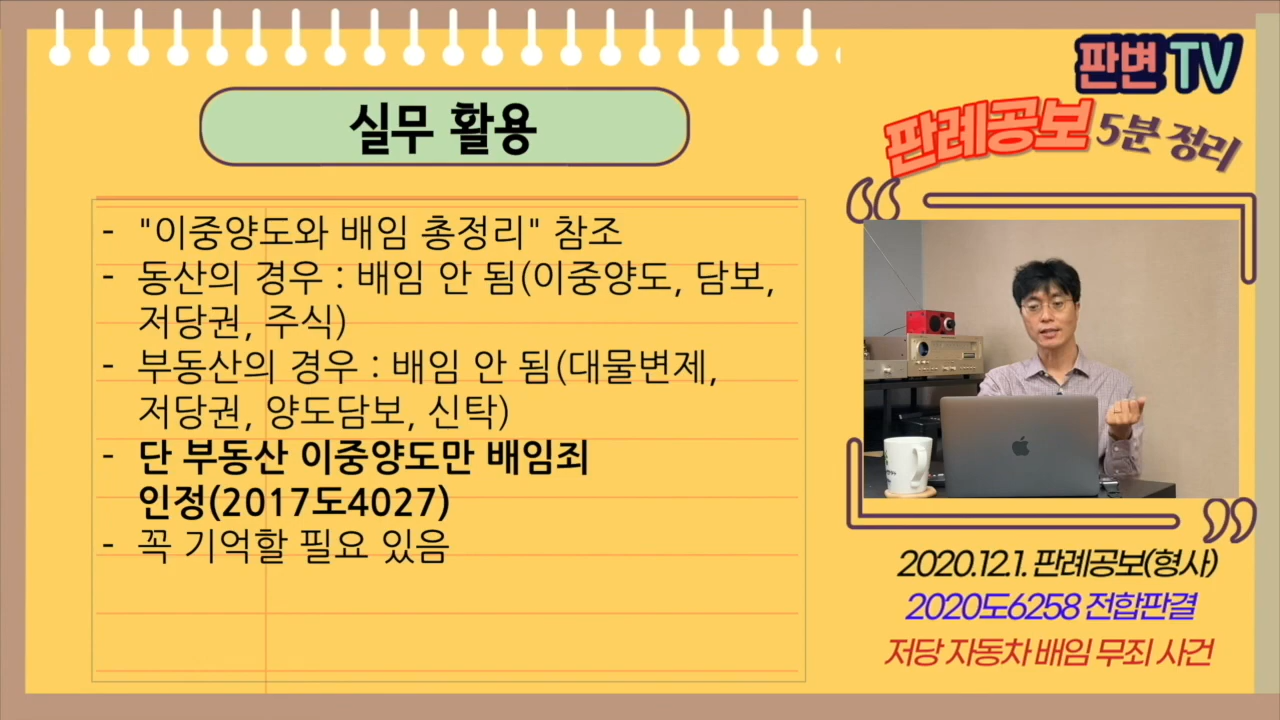 실무 활용
- "이중양도와 배임 총정리" 참조
- 동산의 경우 : 배임 안 됨(이중양도, 담보,
저당권, 주식)
- 부동산의 경우 : 배임 안 됨(대물변제,
저당권, 양도담보, 신탁)
- 단 부동산 이중양도만 배임죄
인정(2017도4027)
- 꼭 기억할 필요 있음
판변 TV
판례공보 5분 정리
2020.12.1. 판례공보(형사)
2020도6258 전합판결
저당 자동차 배임 무죄 사건